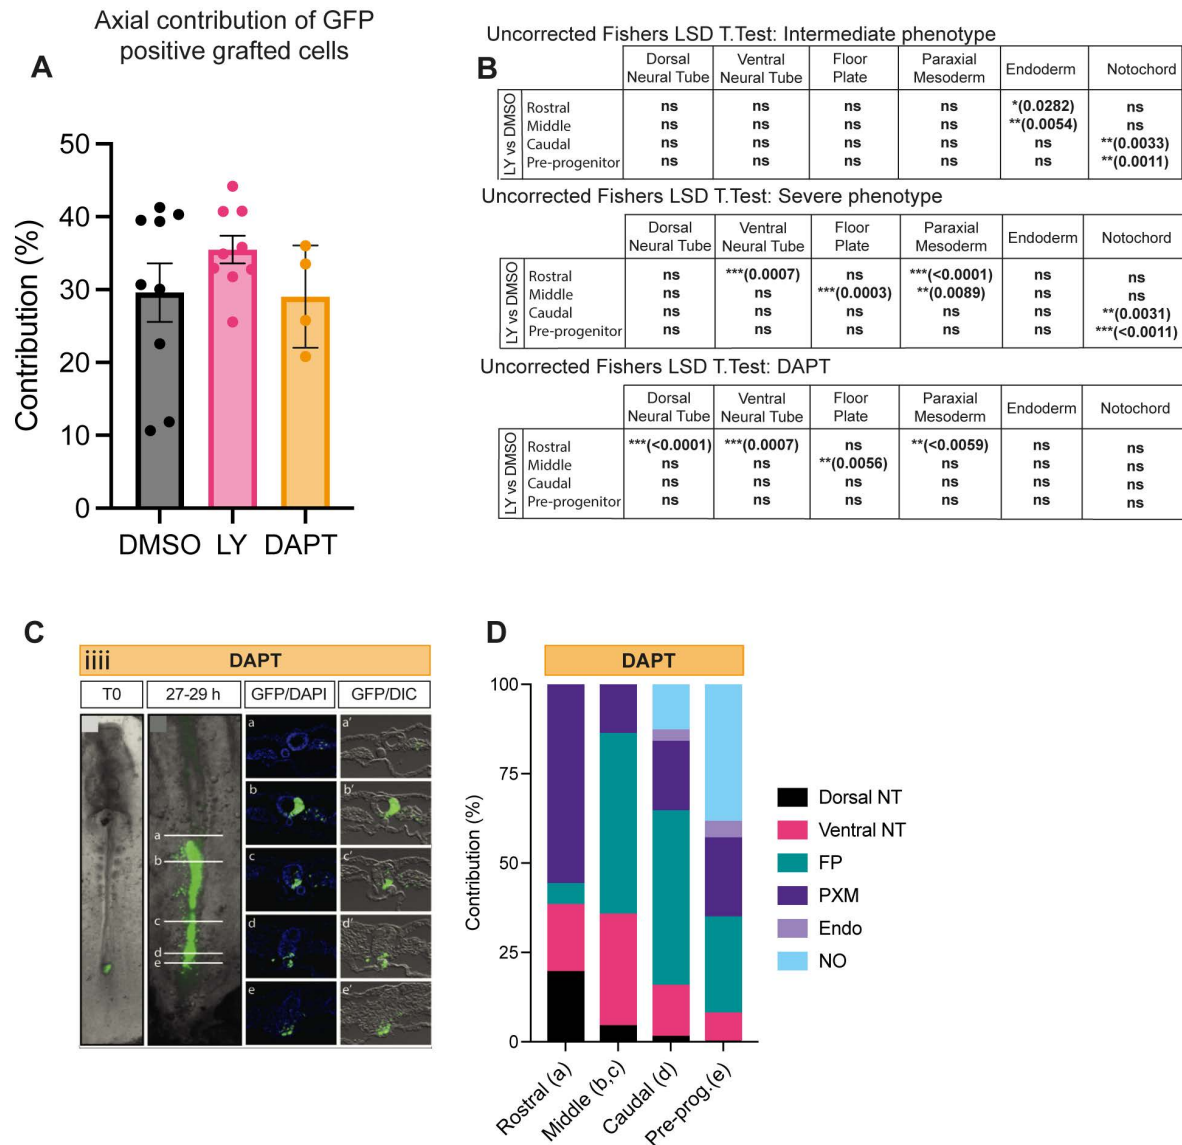 Axial contribution of GFP
positive grafted cells
A
Contribution (%)
50
40
30
20
10
0
DMSO LY DAPT
B
Uncorrected Fishers LSD T.Test: Intermediate phenotype
Dorsal Neural Tube Ventral Neural Tube Floor Plate Paraxial Mesoderm Endoderm Notochord
LY vs DMSO
Rostral ns ns ns ns *(0.0282) ns
Middle ns ns ns ns **(0.0054) ns
Caudal ns ns ns ns ns **(0.0033)
Pre-progenitor ns ns ns ns ns **(0.0011)
Uncorrected Fishers LSD T.Test: Severe phenotype
Dorsal Neural Tube Ventral Neural Tube Floor Plate Paraxial Mesoderm Endoderm Notochord
LY vs DMSO
Rostral ns ***(0.0007) ns ***(<0.0001) ns ns
Middle ns ns ***(0.0003) **(0.0089) ns ns
Caudal ns ns ns ns ns **(0.0031)
Pre-progenitor ns ns ns ns ns ***(<0.0011)
Uncorrected Fishers LSD T.Test: DAPT
Dorsal Neural Tube Ventral Neural Tube Floor Plate Paraxial Mesoderm Endoderm Notochord
LY vs DMSO
Rostral ***(<0.0001) ***(0.0007) ns **(<0.0059) ns ns
Middle ns ns **(0.0056) ns ns ns
Caudal ns ns ns ns ns ns
Pre-progenitor ns ns ns ns ns ns
C
iiii DAPT
T0 27-29 h GFP/DAPI GFP/DIC
a
b
c
d
e
a a'
b b'
c c'
d d'
e e'
D
DAPT
Contribution (%)
100
75
50
25
0
Rostral (a)
Middle (b,c)
Caudal (d)
Pre-prog.(e)
Dorsal NT
Ventral NT
FP
PXM
Endo
NO